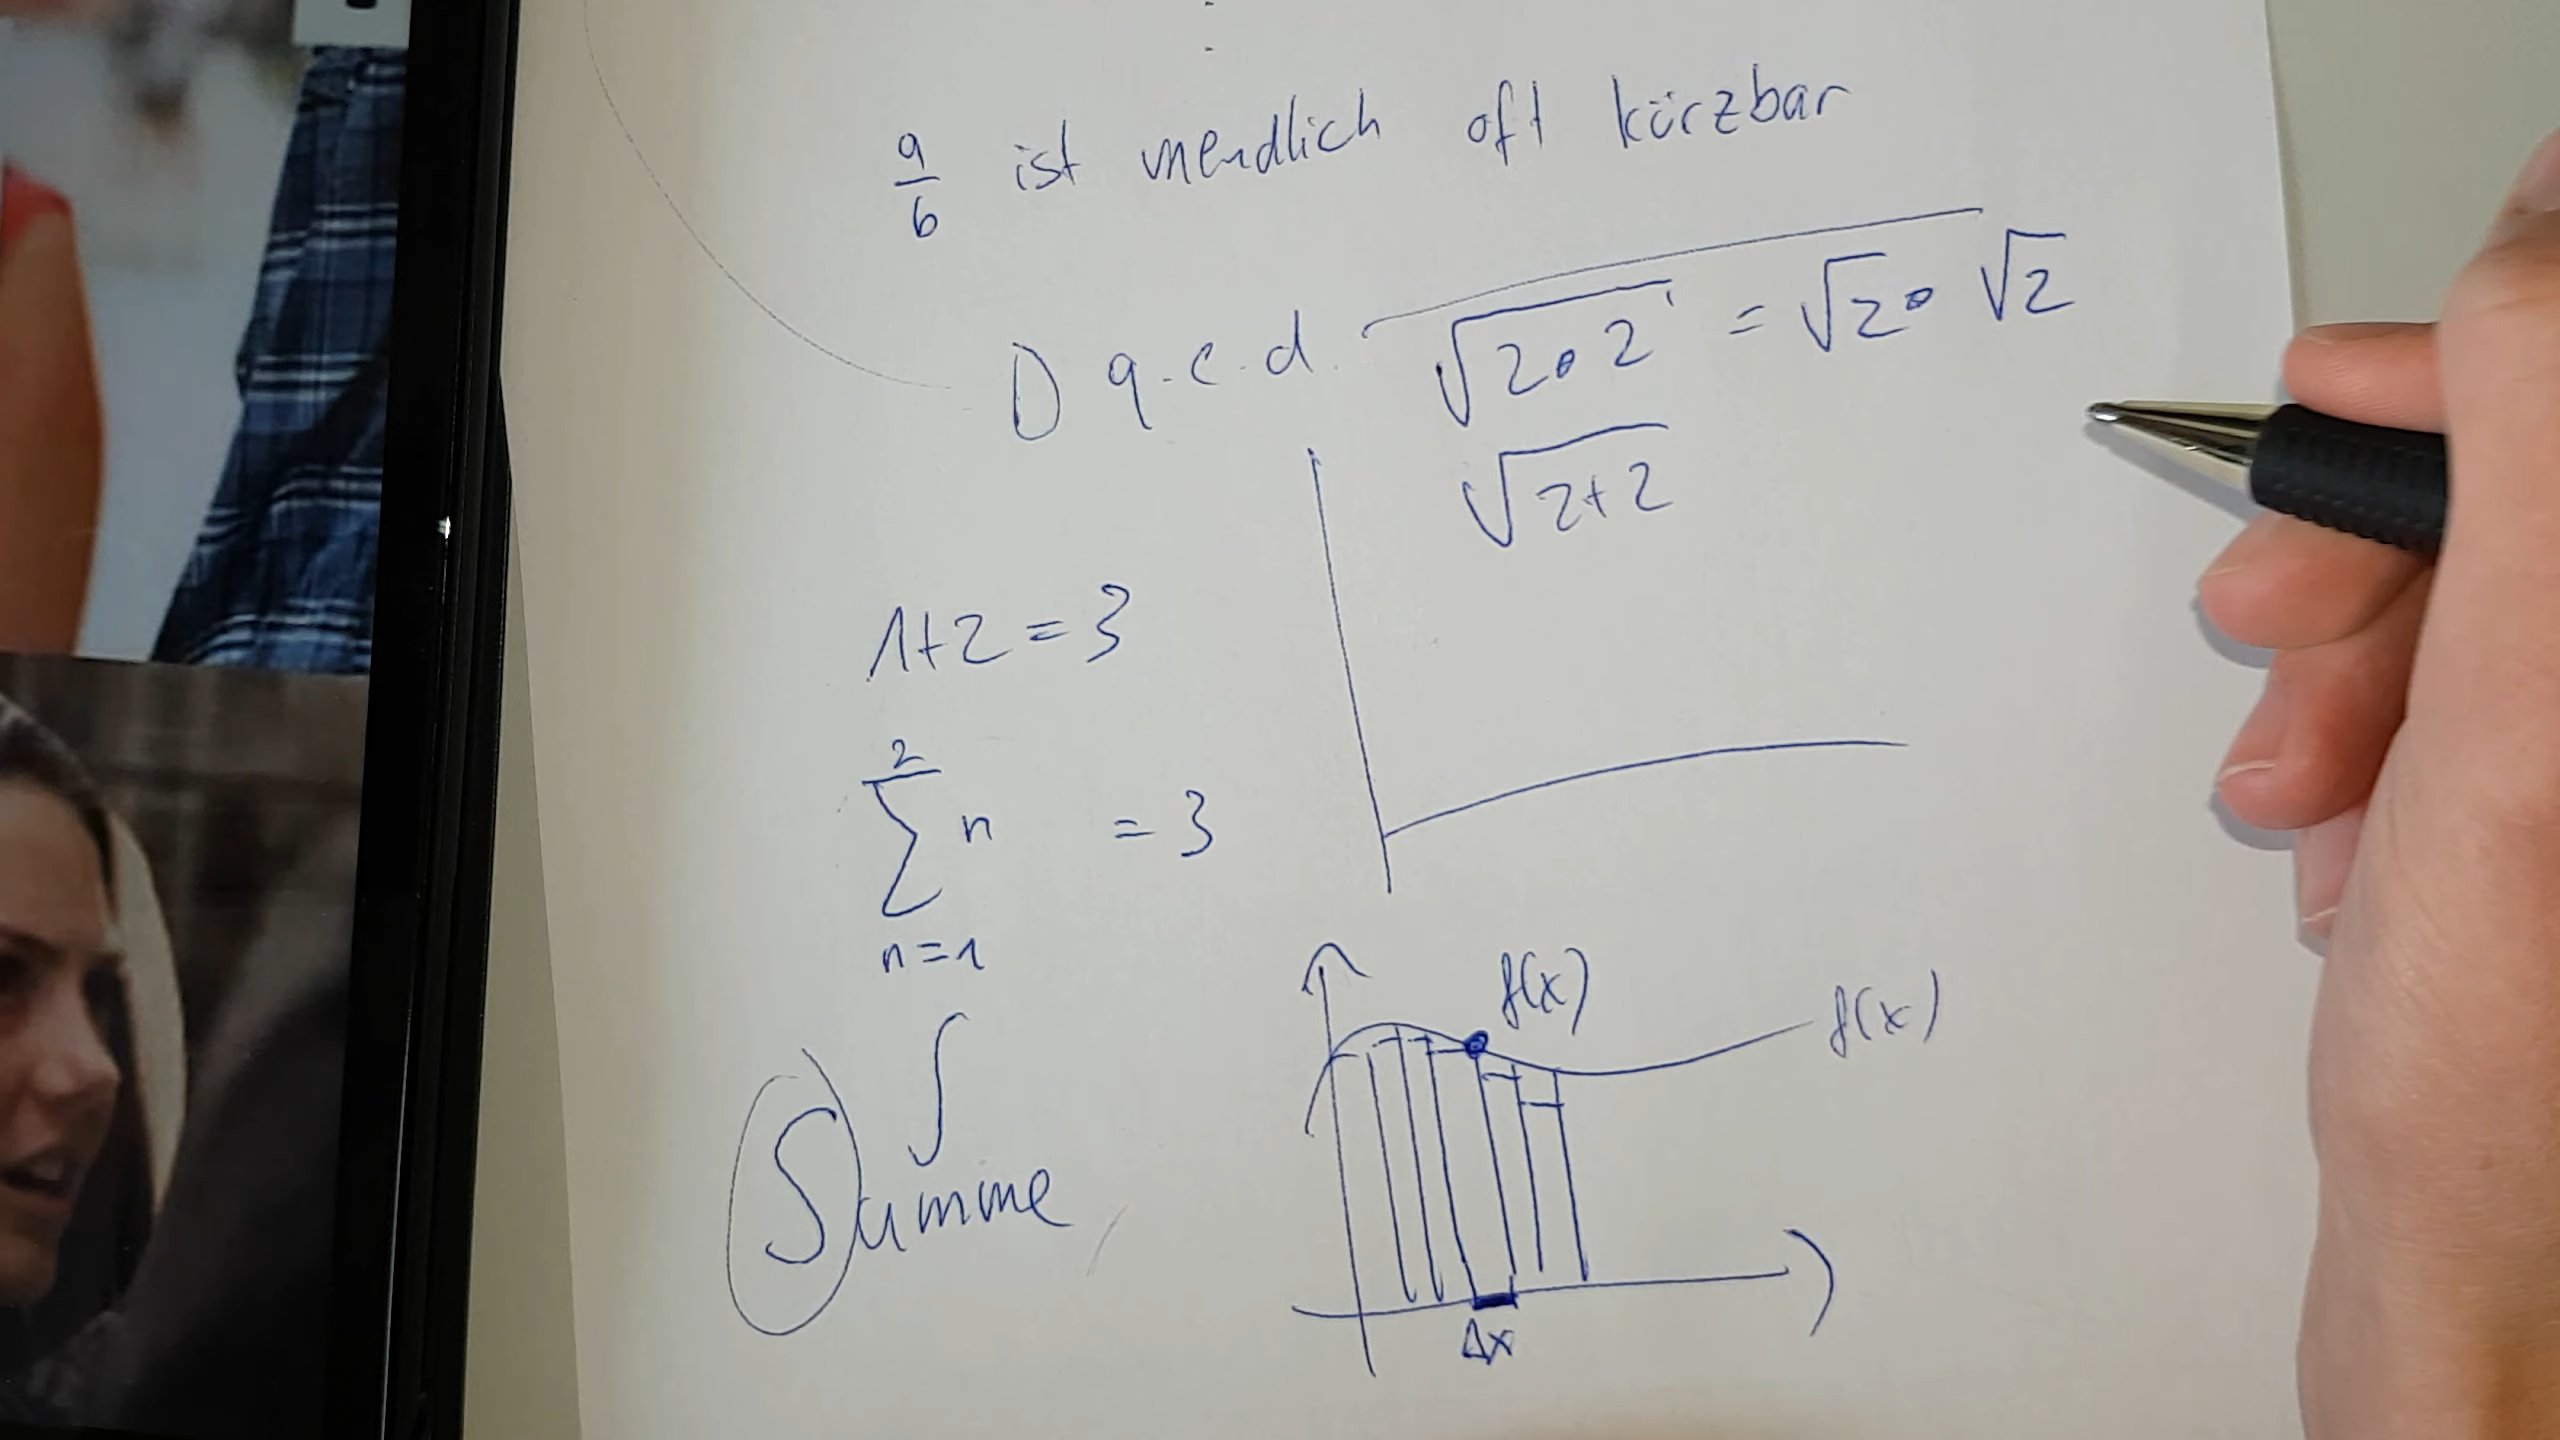 a/b ist unendlich oft kürzbar
D q.e.d. √2·2 = √2 · √2
√2+2
1+2=3
2
∑ n = 3
n=1
∫
Summe
f(x)
f(x)
Δx